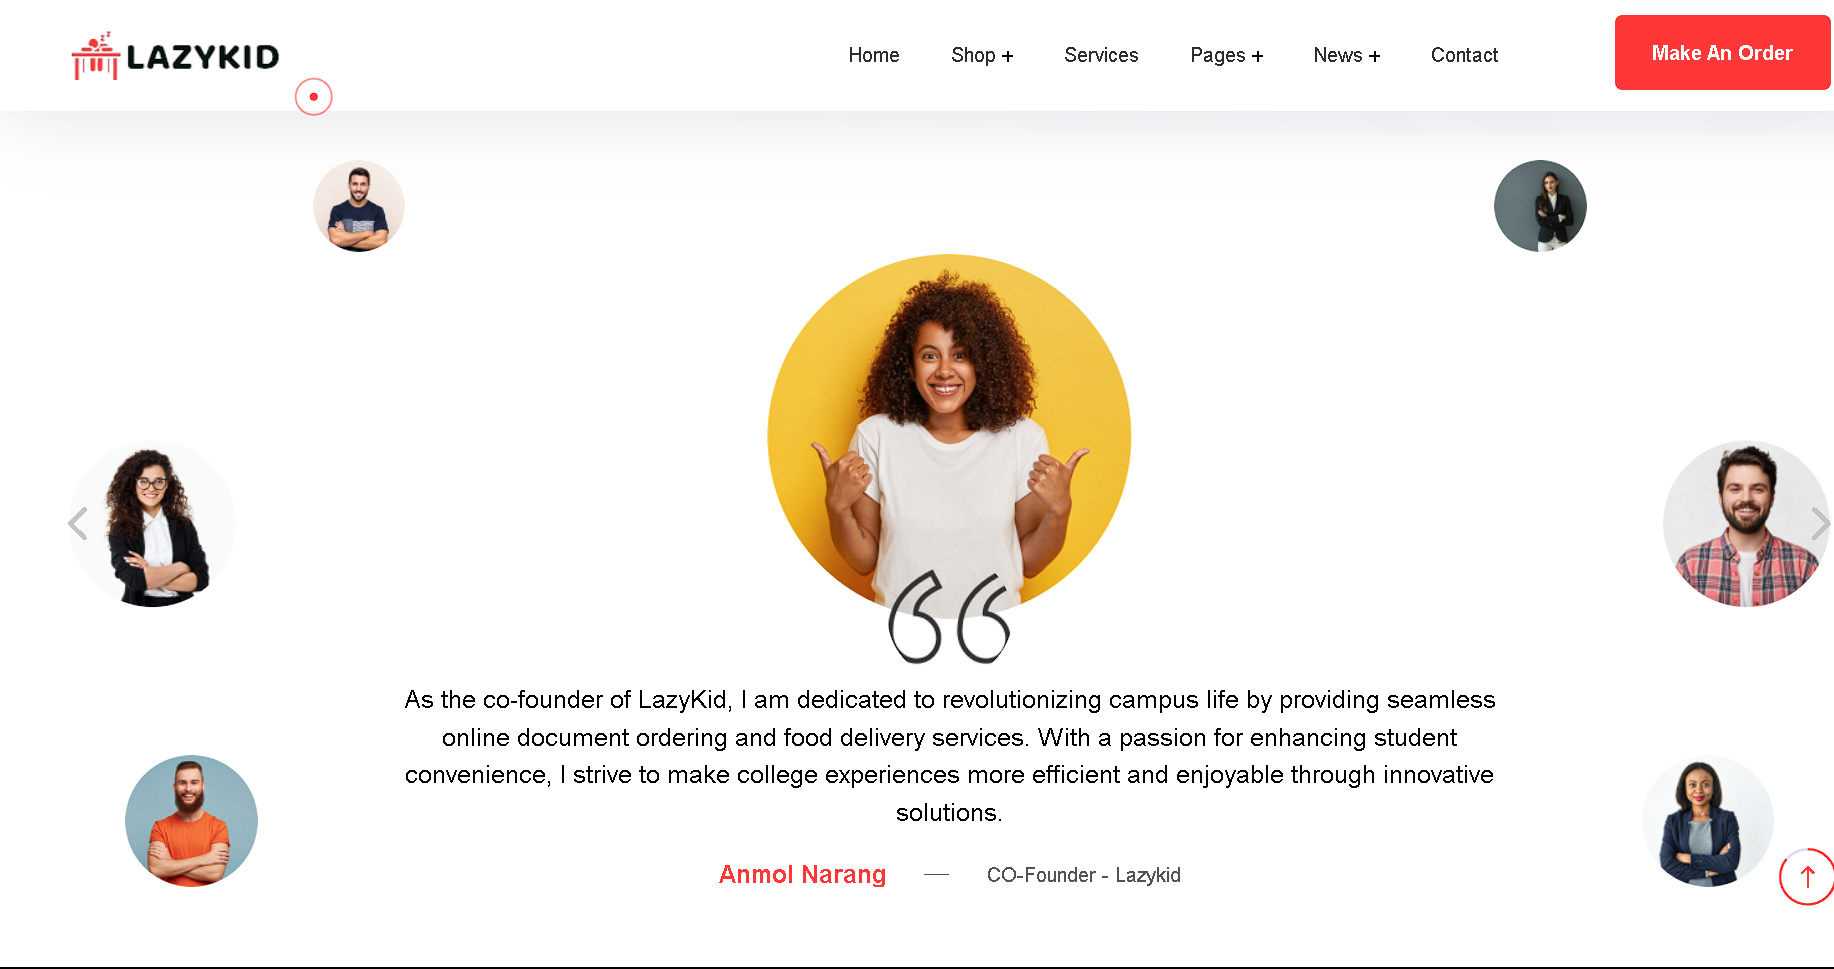 LAZYKID
Home Shop + Services Pages + News + Contact
Make An Order
As the co-founder of LazyKid, I am dedicated to revolutionizing campus life by providing seamless
online document ordering and food delivery services. With a passion for enhancing student
convenience, I strive to make college experiences more efficient and enjoyable through innovative
solutions.
Anmol Narang — CO-Founder - Lazykid